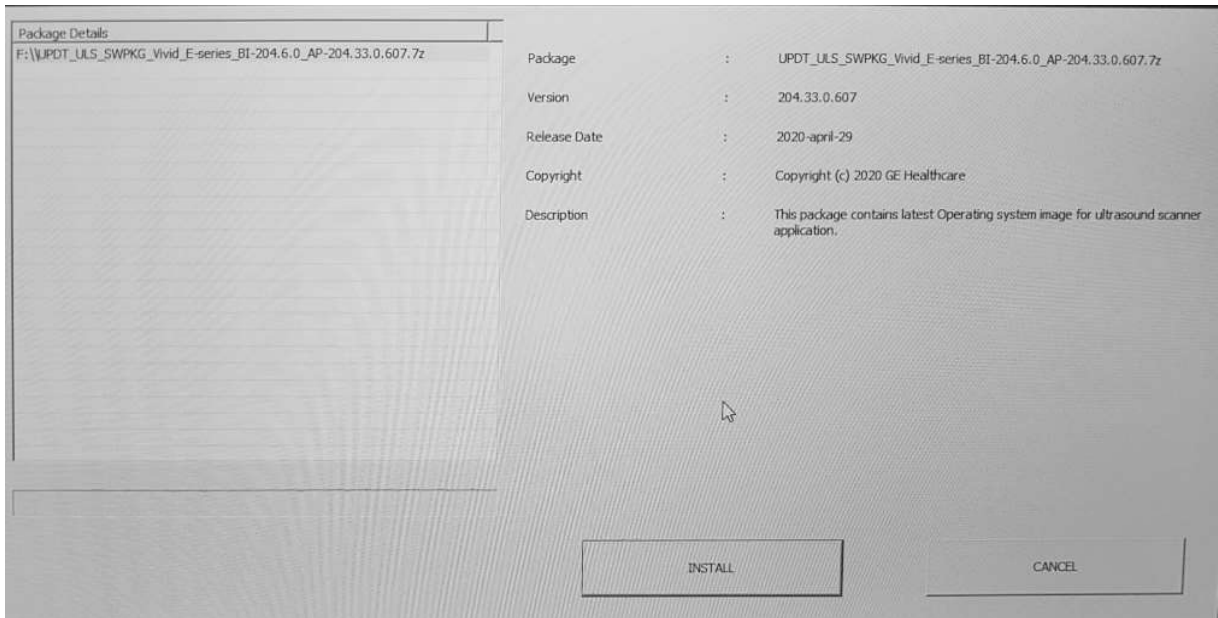 Package Details
F:\\UPDT_ULS_SWPKG_Vivid_E-series_BI-204.6.0_AP-204.33.0.607.7z
Package : UPDT_ULS_SWPKG_Vivid_E-series_BI-204.6.0_AP-204.33.0.607.7z
Version : 204.33.0.607
Release Date : 2020-april-29
Copyright : Copyright (c) 2020 GE Healthcare
Description : This package contains latest Operating system image for ultrasound scanner
application.
INSTALL CANCEL